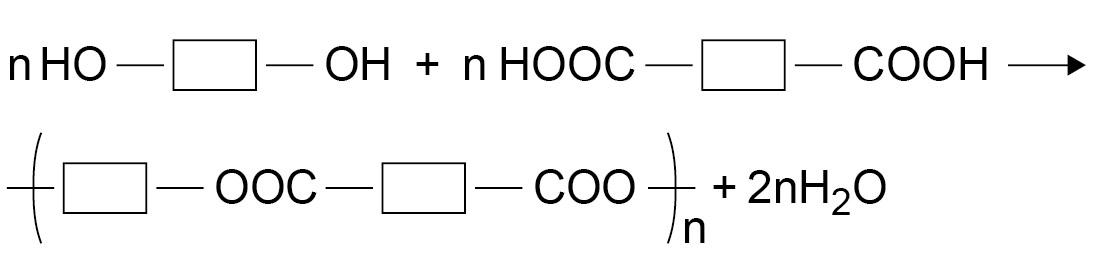 n HO — □ — OH + n HOOC — □ — COOH ⟶
—( □ — OOC — □ — COO —)n + 2nH₂O